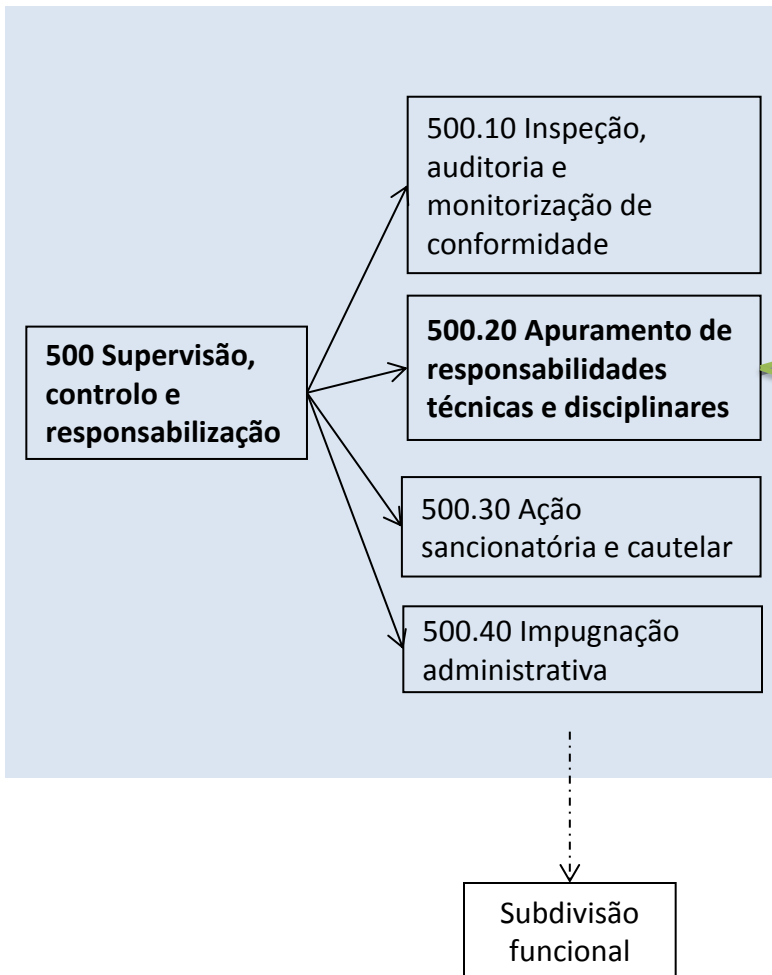 500.10 Inspeção,
auditoria e
monitorização de
conformidade
500 Supervisão,
controlo e
responsabilização
500.20 Apuramento de
responsabilidades
técnicas e disciplinares
500.30 Ação
sancionatória e cautelar
500.40 Impugnação
administrativa
Subdivisão
funcional